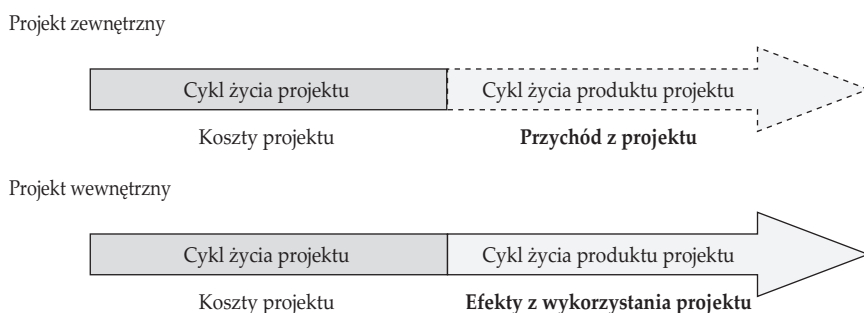 Projekt zewnętrzny
Cykl życia projektu
Cykl życia produktu projektu
Koszty projektu
Przychód z projektu
Projekt wewnętrzny
Cykl życia projektu
Cykl życia produktu projektu
Koszty projektu
Efekty z wykorzystania projektu